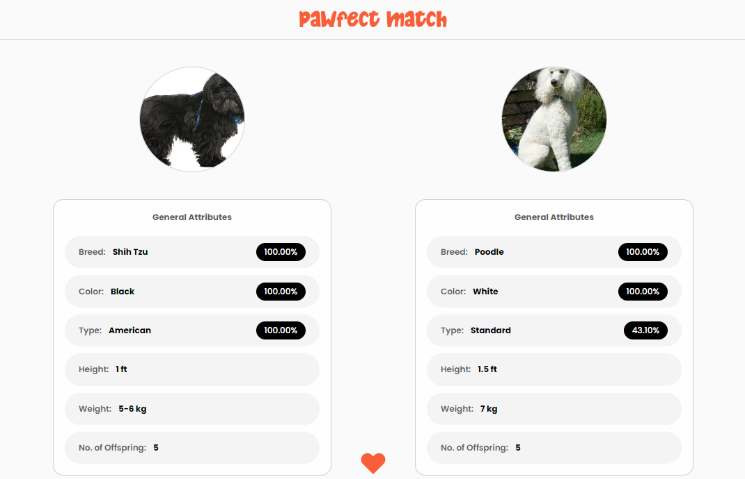 Pawfect Match
General Attributes
Breed: Shih Tzu 100.00%
Color: Black 100.00%
Type: American 100.00%
Height: 1 ft
Weight: 5-6 kg
No. of Offspring: 5
General Attributes
Breed: Poodle 100.00%
Color: White 100.00%
Type: Standard 43.10%
Height: 1.5 ft
Weight: 7 kg
No. of Offspring: 5